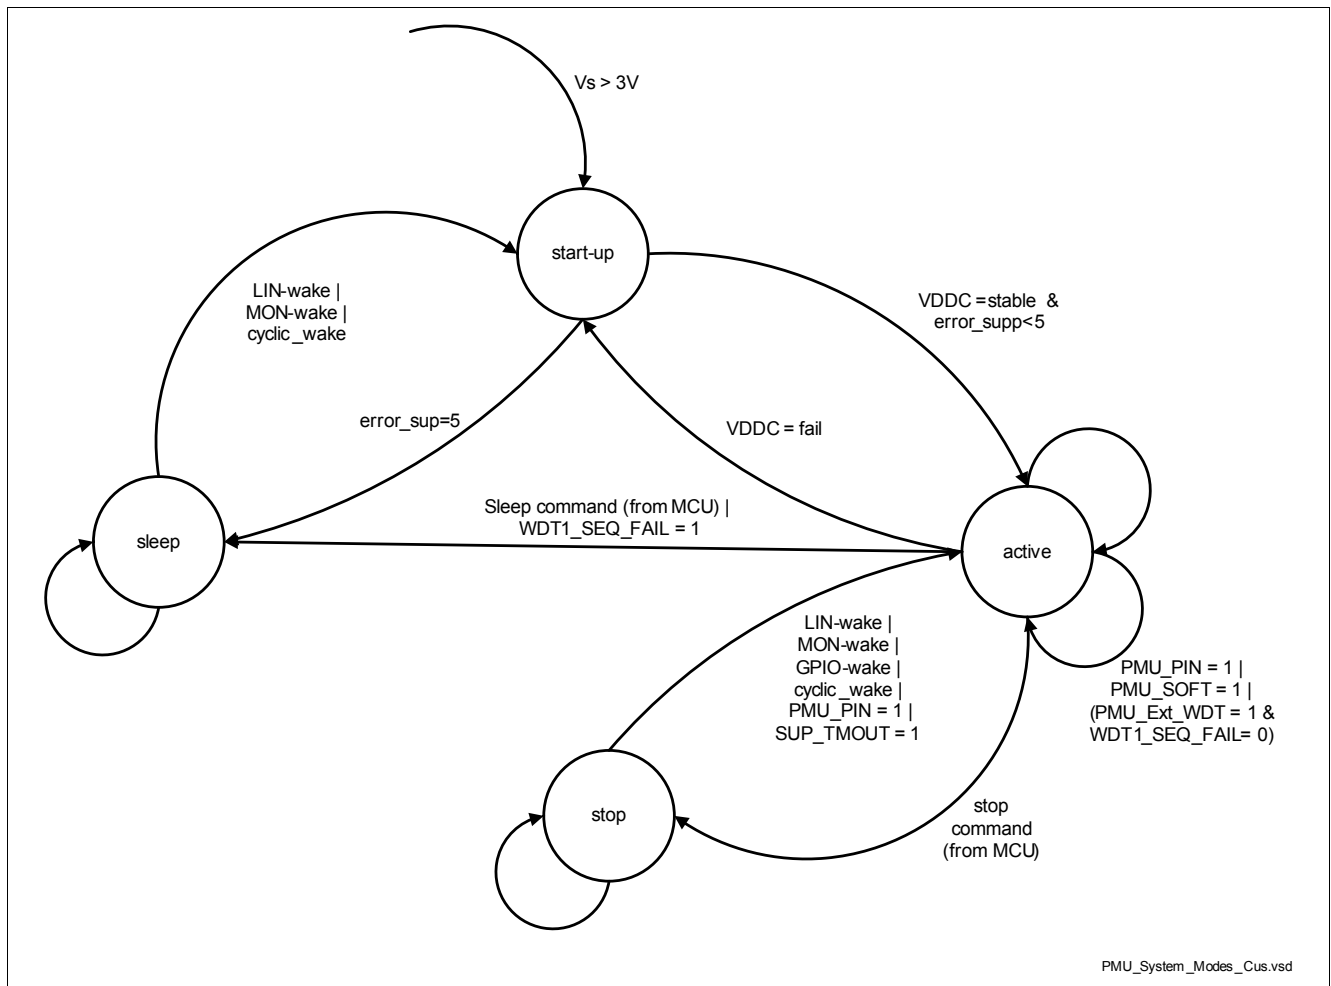 Vs > 3V
start-up
LIN-wake |
MON-wake |
cyclic_wake
VDDC = stable &
error_supp<5
error_sup=5
VDDC = fail
Sleep command (from MCU) |
WDT1_SEQ_FAIL = 1
sleep
active
LIN-wake |
MON-wake |
GPIO-wake |
cyclic_wake |
PMU_PIN = 1 |
SUP_TMOUT = 1
PMU_PIN = 1 |
PMU_SOFT = 1 |
(PMU_Ext_WDT = 1 &
WDT1_SEQ_FAIL= 0)
stop
stop
command
(from MCU)
PMU_System_Modes_Cus.vsd